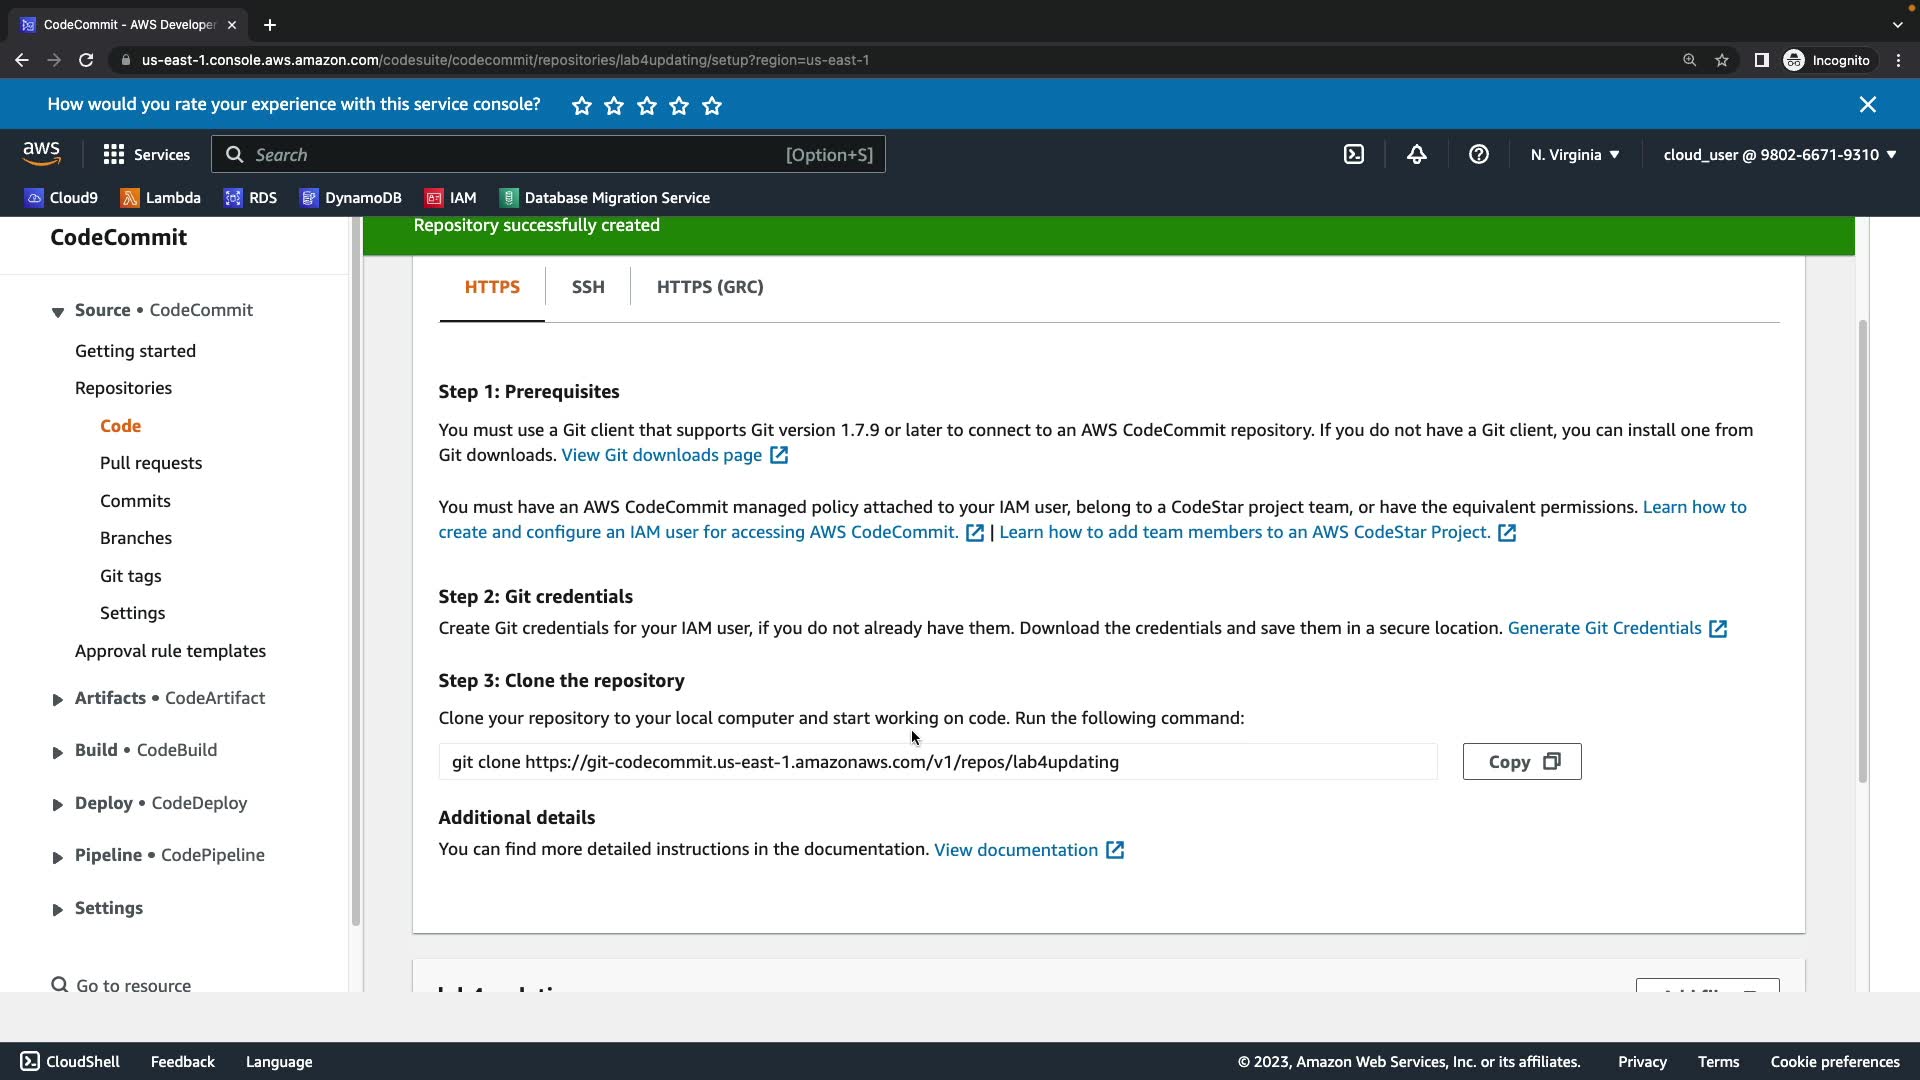 CodeCommit - AWS Developer
us-east-1.console.aws.amazon.com/codesuite/codecommit/repositories/lab4updating/setup?region=us-east-1
Incognito
How would you rate your experience with this service console?
aws
Services
Search
[Option+S]
N. Virginia
cloud_user @ 9802-6671-9310
Cloud9
Lambda
RDS
DynamoDB
IAM
Database Migration Service
CodeCommit
Source • CodeCommit
Getting started
Repositories
Code
Pull requests
Commits
Branches
Git tags
Settings
Approval rule templates
Artifacts • CodeArtifact
Build • CodeBuild
Deploy • CodeDeploy
Pipeline • CodePipeline
Settings
Go to resource
Repository successfully created
HTTPS
SSH
HTTPS (GRC)
Step 1: Prerequisites
You must use a Git client that supports Git version 1.7.9 or later to connect to an AWS CodeCommit repository. If you do not have a Git client, you can install one from
Git downloads. View Git downloads page
You must have an AWS CodeCommit managed policy attached to your IAM user, belong to a CodeStar project team, or have the equivalent permissions. Learn how to
create and configure an IAM user for accessing AWS CodeCommit. | Learn how to add team members to an AWS CodeStar Project.
Step 2: Git credentials
Create Git credentials for your IAM user, if you do not already have them. Download the credentials and save them in a secure location. Generate Git Credentials
Step 3: Clone the repository
Clone your repository to your local computer and start working on code. Run the following command:
git clone https://git-codecommit.us-east-1.amazonaws.com/v1/repos/lab4updating
Copy
Additional details
You can find more detailed instructions in the documentation. View documentation
CloudShell
Feedback
Language
© 2023, Amazon Web Services, Inc. or its affiliates.
Privacy
Terms
Cookie preferences